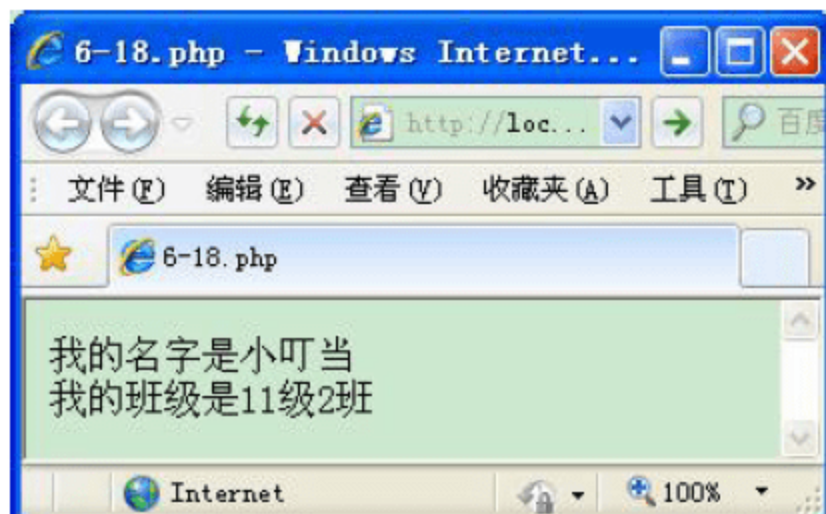 6-18.php - Windows Internet...
http://loc... 百度
文件(F) 编辑(E) 查看(V) 收藏夹(A) 工具(T) »
6-18.php
我的名字是小叮当
我的班级是11级2班
Internet 100%